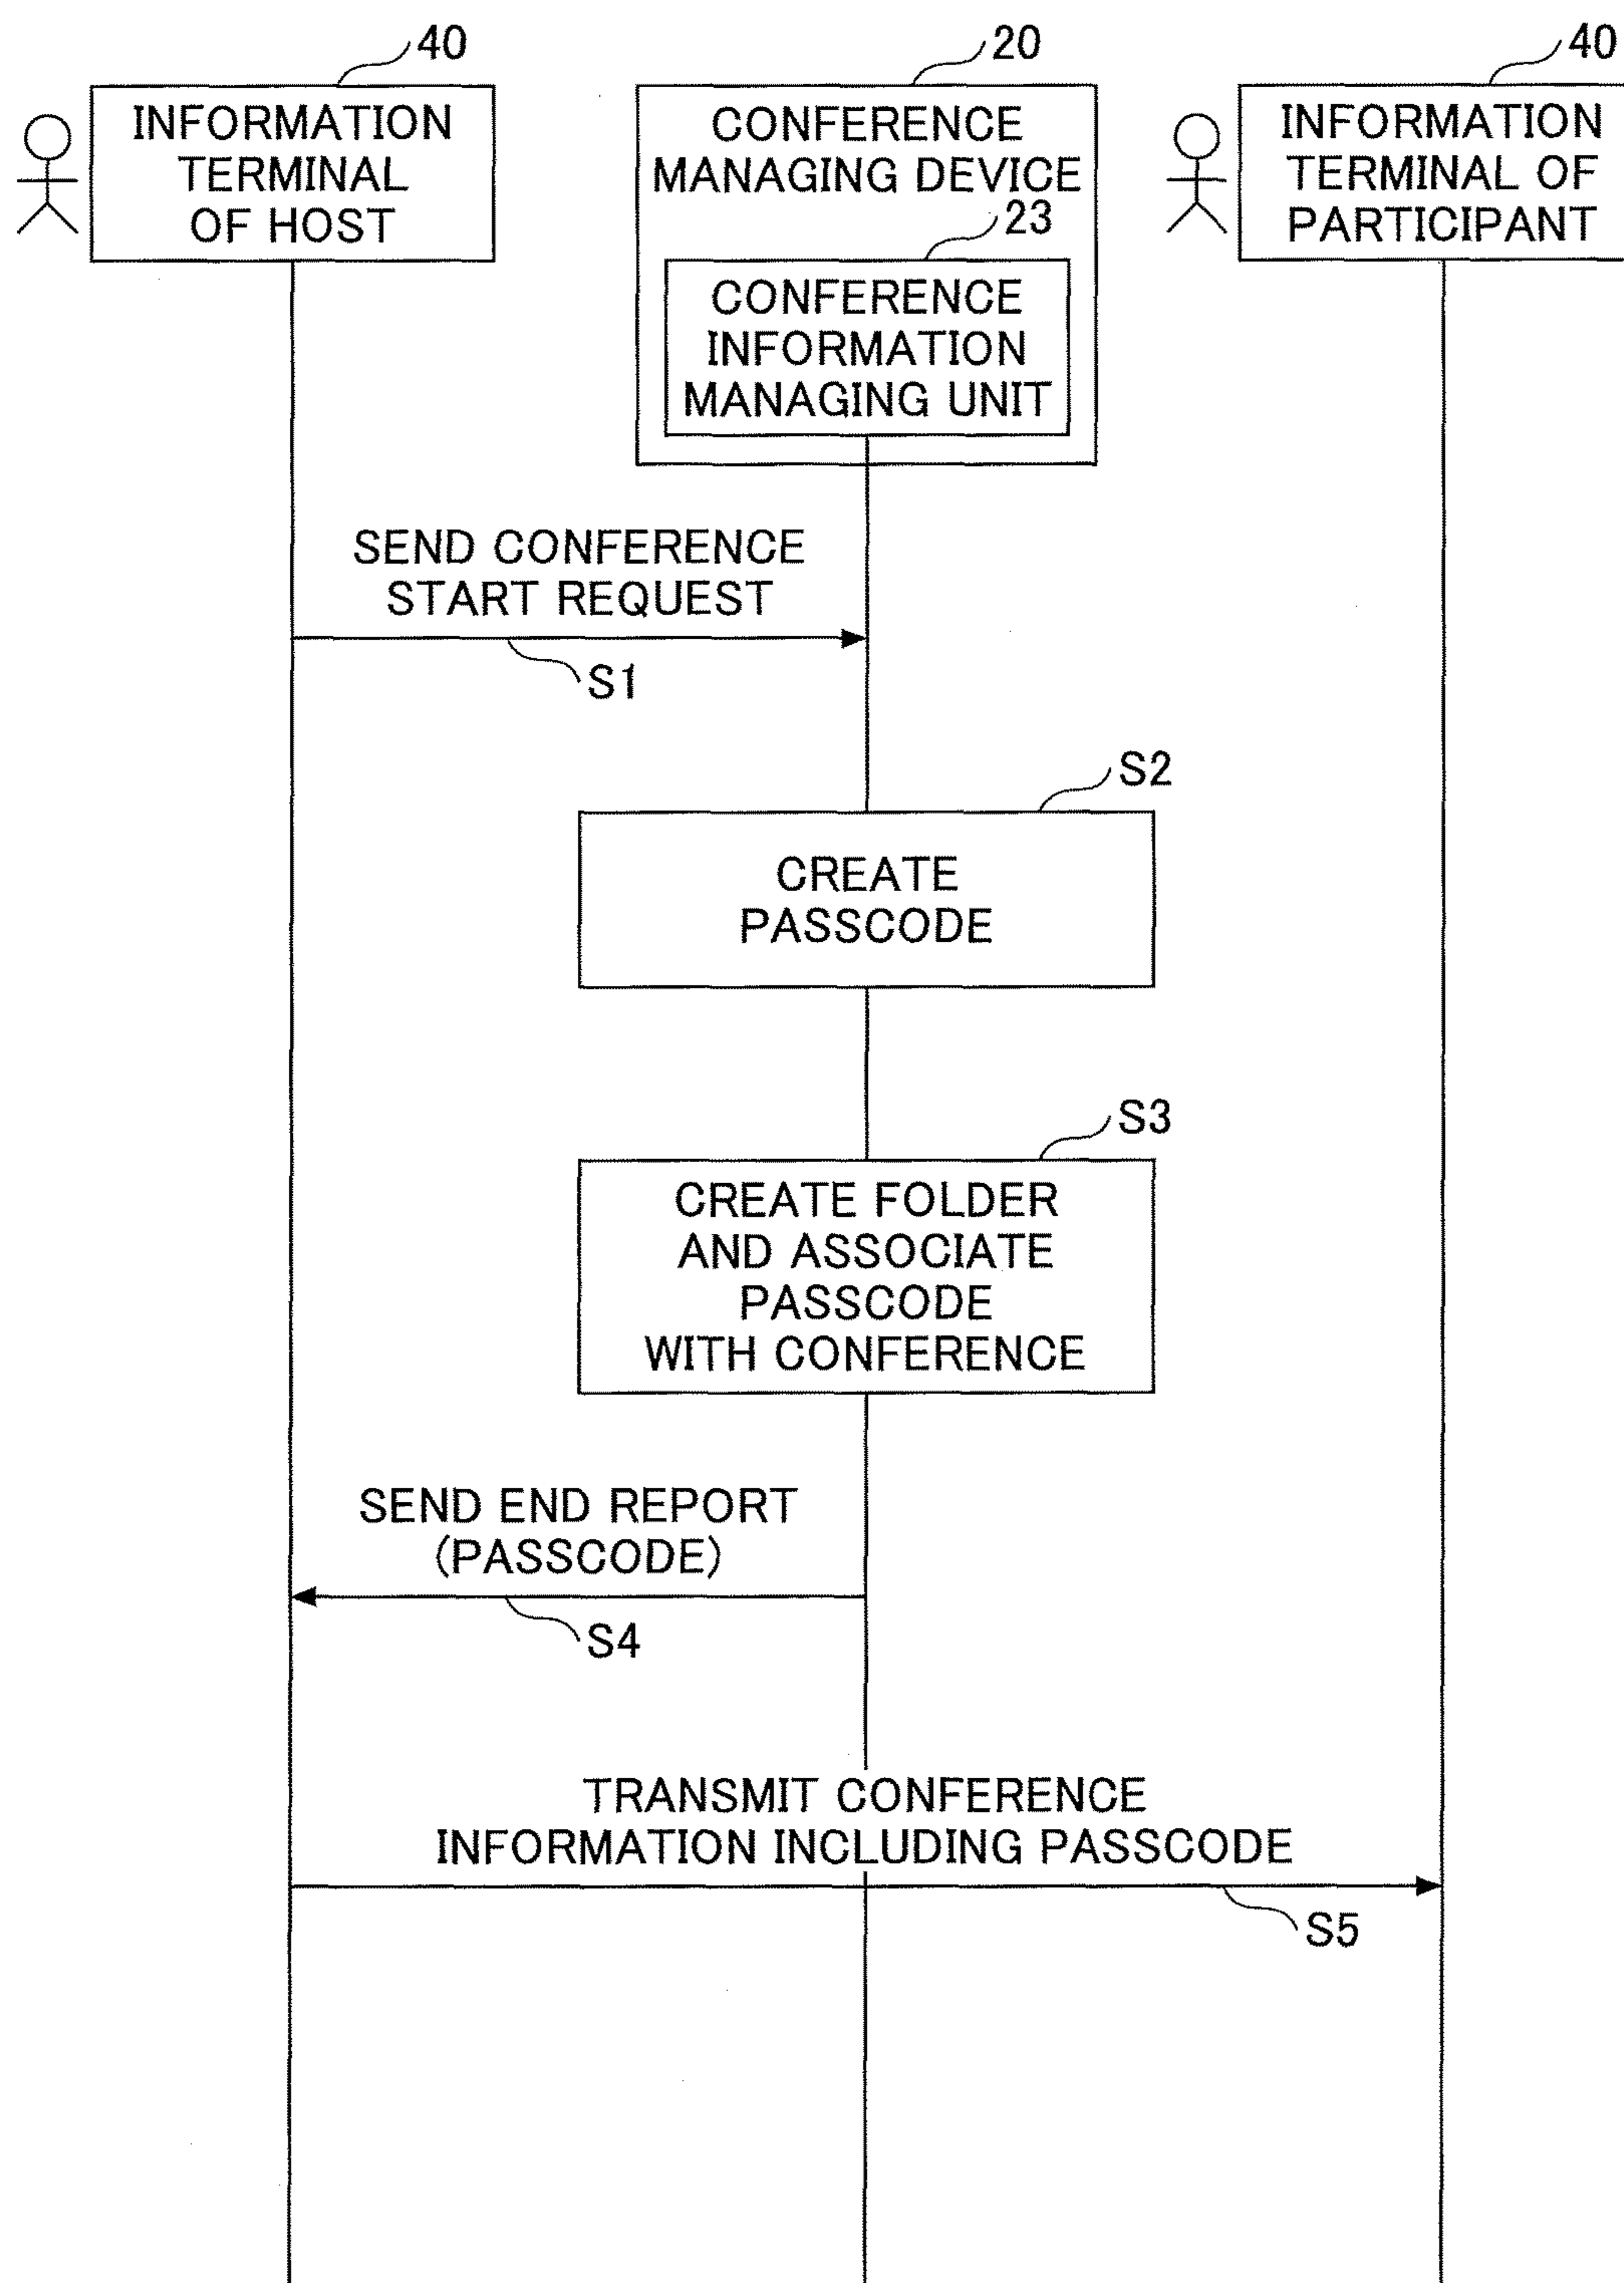 40
20
40
INFORMATION
TERMINAL
OF HOST
CONFERENCE
MANAGING DEVICE
INFORMATION
TERMINAL OF
PARTICIPANT
23
CONFERENCE
INFORMATION
MANAGING UNIT
SEND CONFERENCE
START REQUEST
S1
S2
CREATE
PASSCODE
S3
CREATE FOLDER
AND ASSOCIATE
PASSCODE
WITH CONFERENCE
SEND END REPORT
(PASSCODE)
S4
TRANSMIT CONFERENCE
INFORMATION INCLUDING PASSCODE
S5